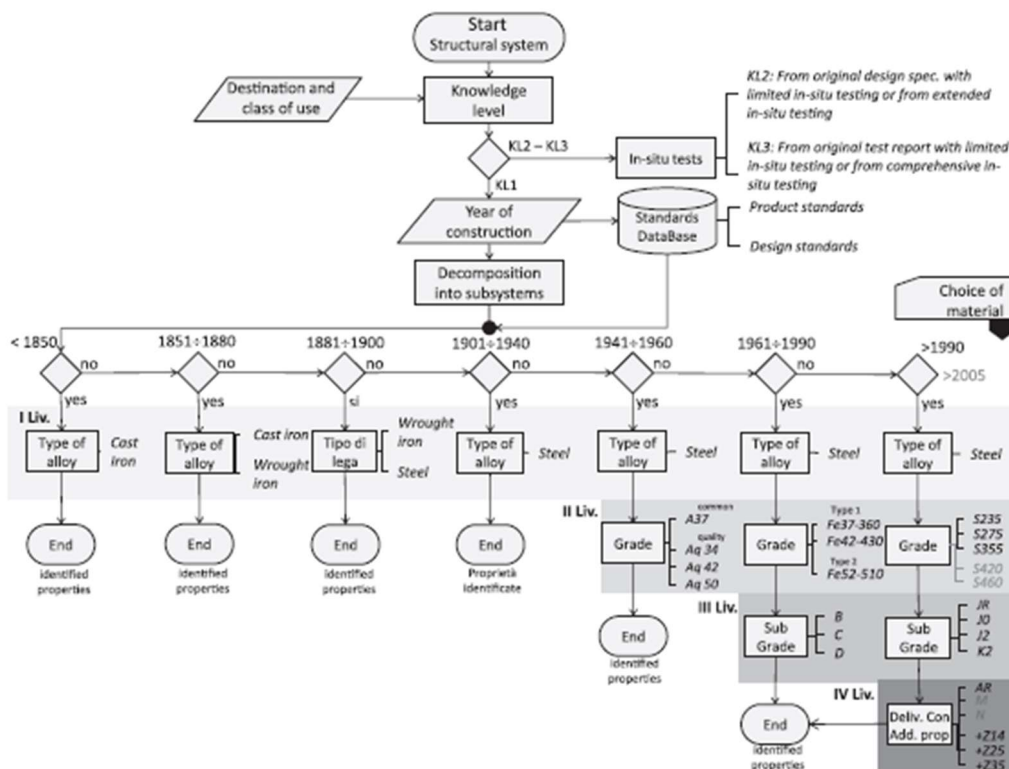 Start
Structural system
Destination and
class of use
Knowledge
level
KL2: From original design spec. with
limited in-situ testing or from extended
in-situ testing
KL2 – KL3
In-situ tests
KL3: From original test report with limited
in-situ testing or from comprehensive in-
situ testing
KL1
Year of
construction
Standards
DataBase
Product standards
Design standards
Decomposition
into subsystems
Choice of
material
< 1850
1851÷1880
1881÷1900
1901÷1940
1941÷1960
1961÷1990
>1990
>2005
no
no
no
no
no
no
yes
yes
si
yes
yes
yes
yes
I Liv.
Type of
alloy
Cast
iron
Type of
alloy
Cast iron
Wrought
iron
Tipo di
lega
Wrought
iron
Steel
Type of
alloy
Steel
Type of
alloy
Steel
Type of
alloy
Steel
Type of
alloy
Steel
End
identified
properties
End
identified
properties
End
identified
properties
End
Proprietà
identificate
II Liv.
Grade
common
A37
quality
Aq 34
Aq 42
Aq 50
Grade
Type 1
Fe37-360
Fe42-430
Type 2
Fe52-510
Grade
S235
S275
S355
S420
S460
End
identified
properties
III Liv.
Sub
Grade
B
C
D
Sub
Grade
JR
J0
J2
K2
IV Liv.
End
identified
properties
Deliv. Con
Add. prop
AR
M
N
+Z14
+Z25
+Z35